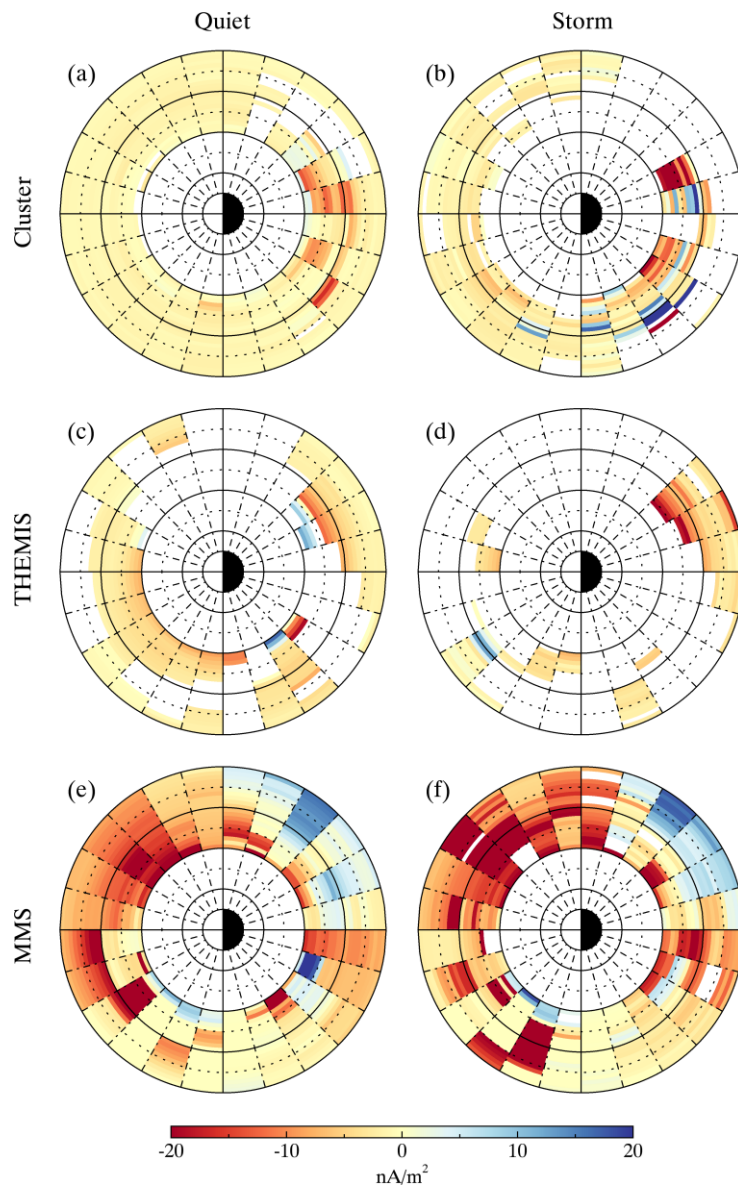 Quiet
Storm
(a)
(b)
Cluster
(c)
(d)
THEMIS
(e)
(f)
MMS
-20
-10
0
10
20
nA/m²